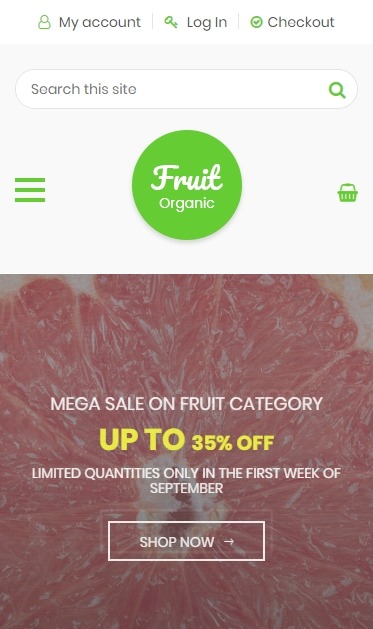 My account
Log In
Checkout
Search this site
Fruit
Organic
MEGA SALE ON FRUIT CATEGORY
UP TO 35% OFF
LIMITED QUANTITIES ONLY IN THE FIRST WEEK OF
SEPTEMBER
SHOP NOW →